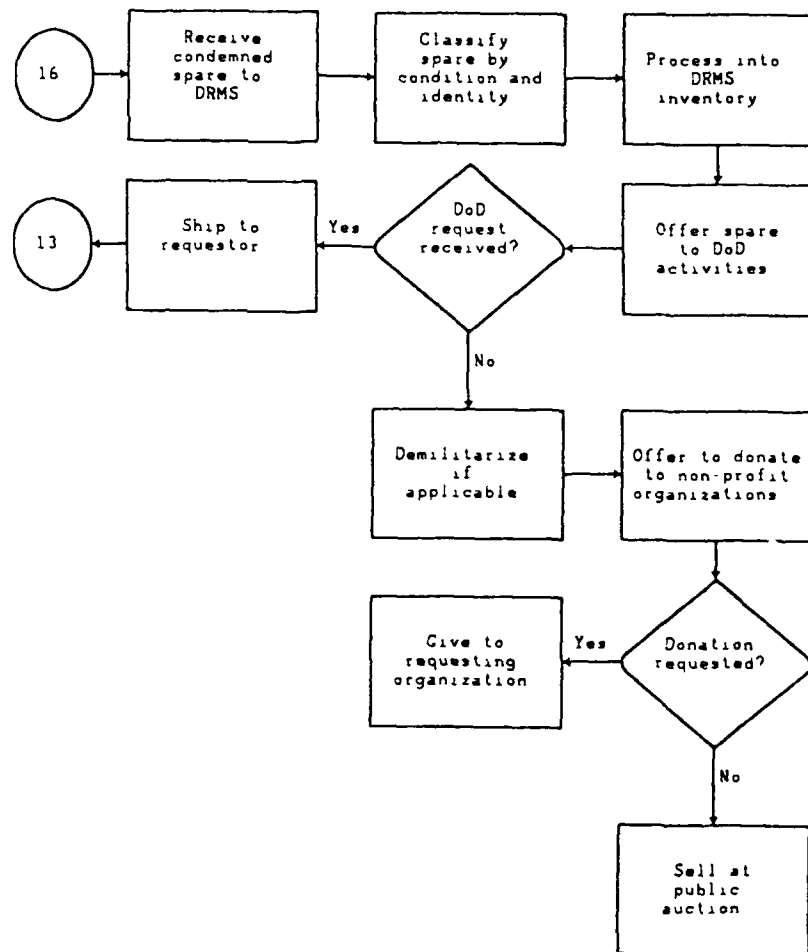 16
Receive
condemned
spare to
DRMS
Classify
spare by
condition and
identity
Process into
DRMS
inventory
Offer spare
to DoD
activities
DoD
request
received?
Yes
Ship to
requestor
13
No
Demilitarize
if
applicable
Offer to donate
to non-profit
organizations
Donation
requested?
Yes
Give to
requesting
organization
No
Sell at
public
auction